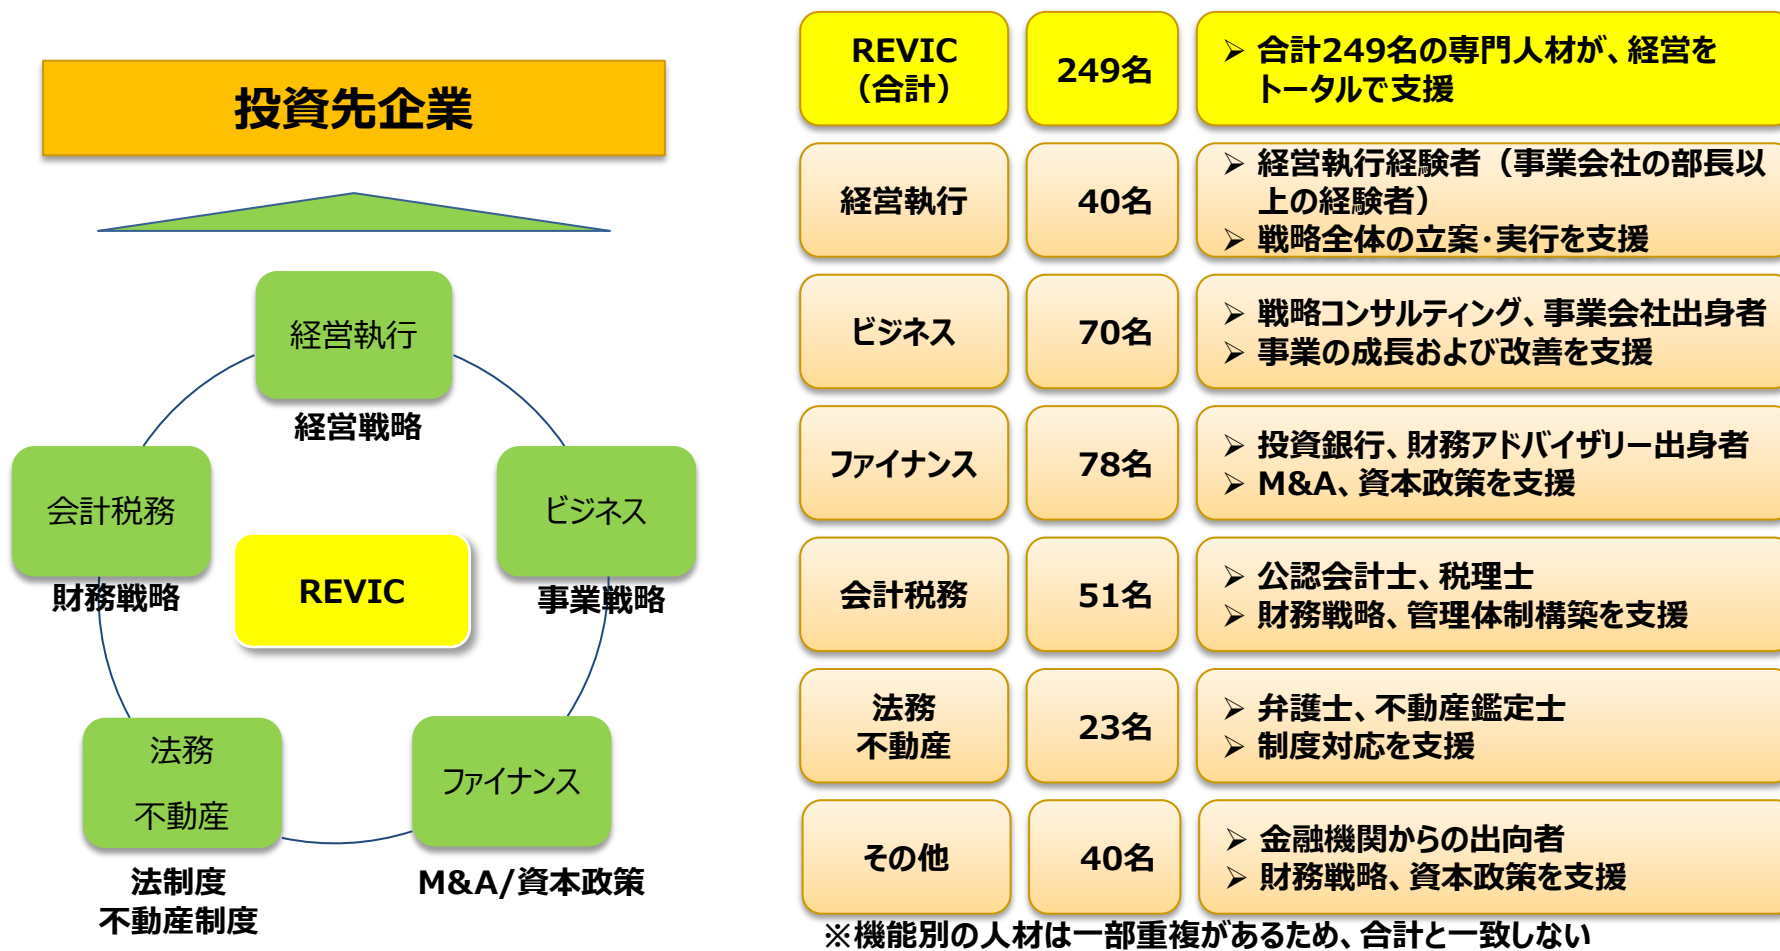 投資先企業
経営執行
経営戦略
会計税務
財務戦略
ビジネス
事業戦略
REVIC
法務
不動産
法制度
不動産制度
ファイナンス
M&A/資本政策
REVIC
（合計）
249名
➢ 合計249名の専門人材が、経営を
トータルで支援
経営執行
40名
➢ 経営執行経験者（事業会社の部長以
上の経験者）
➢ 戦略全体の立案・実行を支援
ビジネス
70名
➢ 戦略コンサルティング、事業会社出身者
➢ 事業の成長および改善を支援
ファイナンス
78名
➢ 投資銀行、財務アドバイザリー出身者
➢ M&A、資本政策を支援
会計税務
51名
➢ 公認会計士、税理士
➢ 財務戦略、管理体制構築を支援
法務
不動産
23名
➢ 弁護士、不動産鑑定士
➢ 制度対応を支援
その他
40名
➢ 金融機関からの出向者
➢ 財務戦略、資本政策を支援
※機能別の人材は一部重複があるため、合計と一致しない